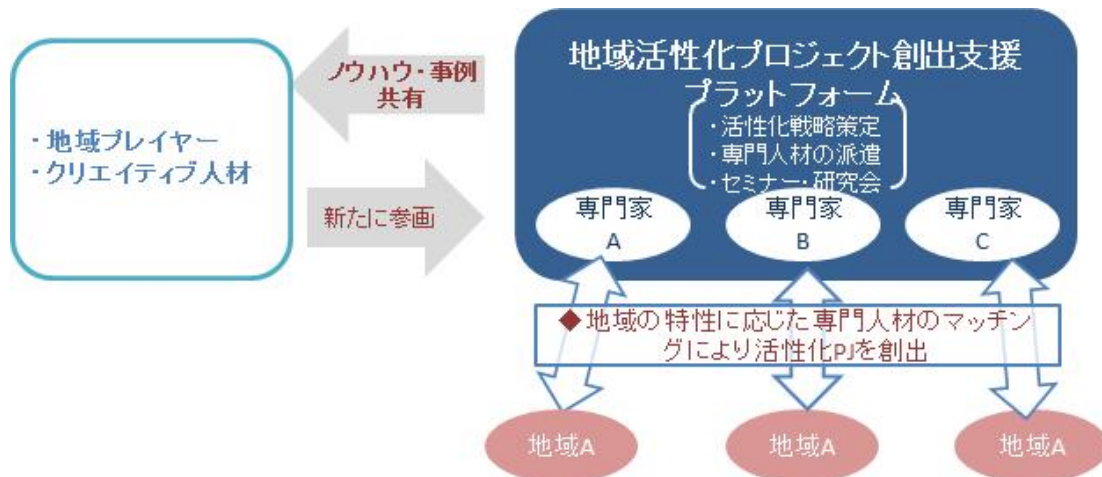 ・地域プレイヤー
・クリエイティブ人材
ノウハウ・事例
共有
新たに参画
地域活性化プロジェクト創出支援
プラットフォーム
・活性化戦略策定
・専門人材の派遣
・セミナー・研究会
専門家
A
専門家
B
専門家
C
◆地域の特性に応じた専門人材のマッチン
グにより活性化PJを創出
地域A
地域A
地域A